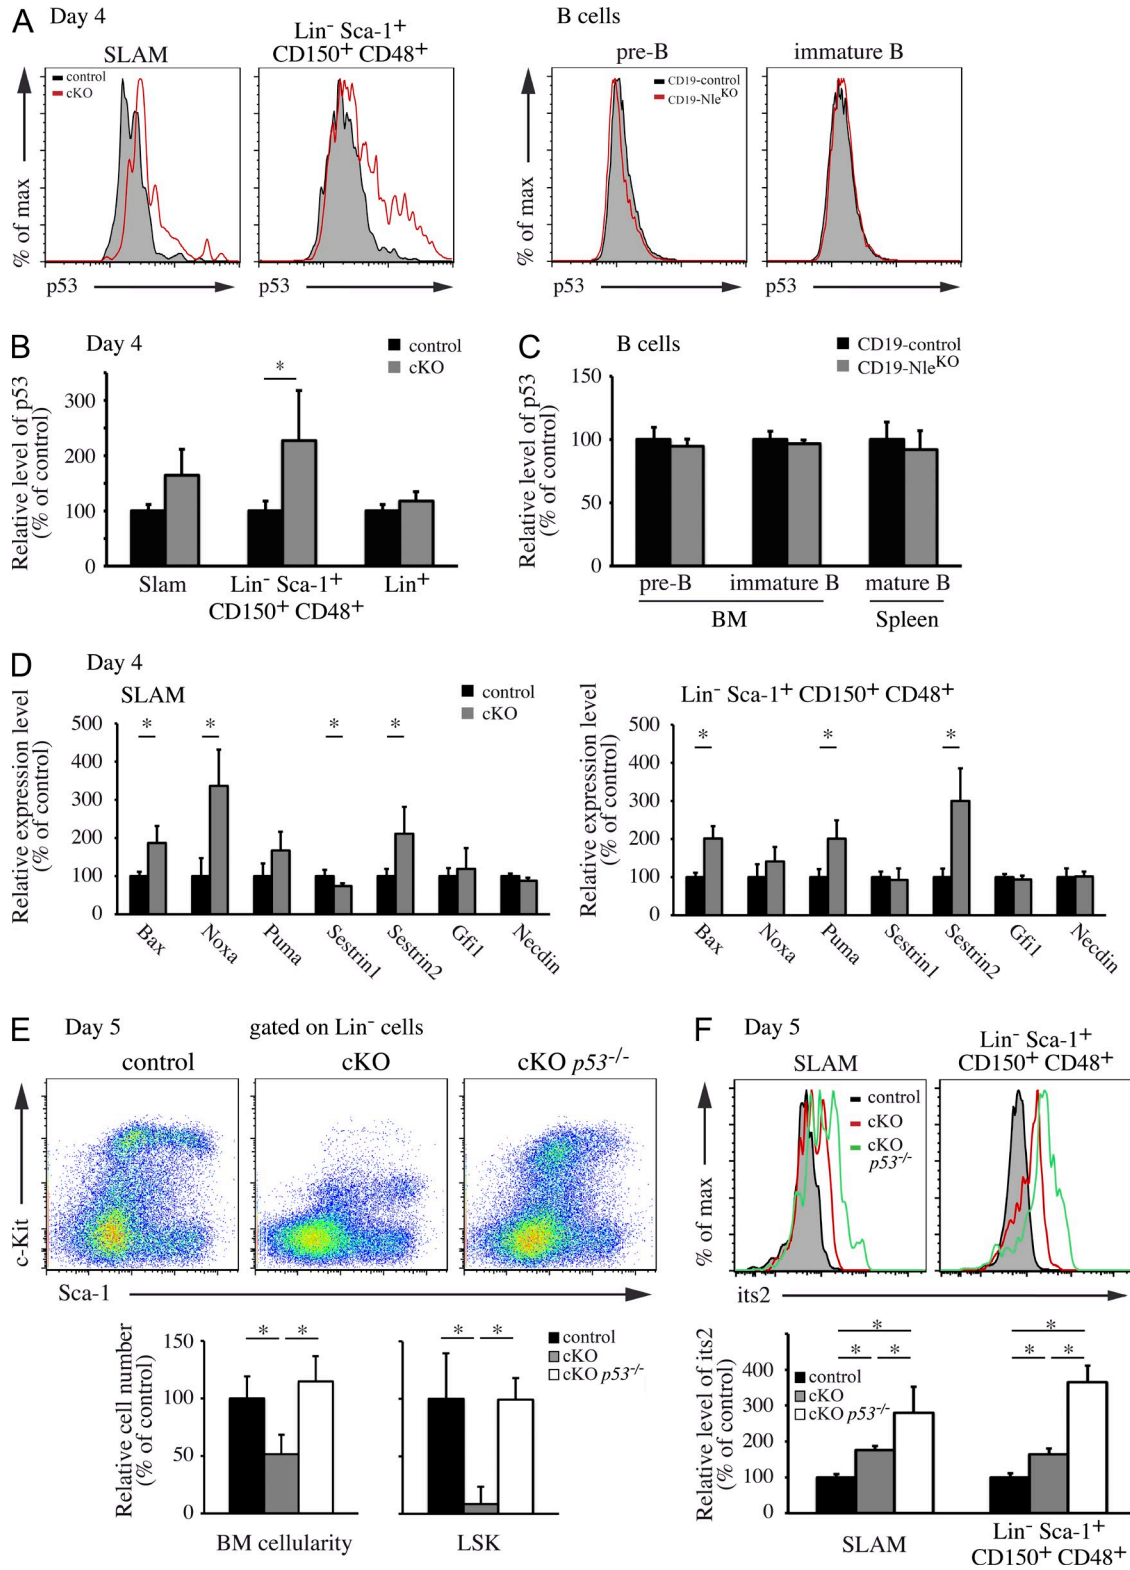 A Day 4
SLAM
Lin⁻ Sca-1⁺
CD150⁺ CD48⁺
control
cKO
% of max
p53
p53
B cells
pre-B
immature B
CD19-control
CD19-Nleᴷᴼ
% of max
p53
p53
B Day 4
control
cKO
Relative level of p53
(% of control)
300
200
100
0
Slam
Lin⁻ Sca-1⁺
CD150⁺ CD48⁺
Lin⁺
*
C B cells
CD19-control
CD19-Nleᴷᴼ
Relative level of p53
(% of control)
150
100
50
0
pre-B immature B mature B
BM Spleen
D Day 4
SLAM
control
cKO
Relative expression level
(% of control)
500
400
300
200
100
0
* * * *
Bax Noxa Puma Sestrin1 Sestrin2 Gfi1 Necdin
Lin⁻ Sca-1⁺ CD150⁺ CD48⁺
Relative expression level
(% of control)
500
400
300
200
100
0
* * *
Bax Noxa Puma Sestrin1 Sestrin2 Gfi1 Necdin
E Day 5 gated on Lin⁻ cells
control cKO cKO p53⁻/⁻
c-Kit
Sca-1
Relative cell number
(% of control)
150
100
50
0
* *
BM cellularity
* *
LSK
control
cKO
cKO p53⁻/⁻
F Day 5
SLAM
Lin⁻ Sca-1⁺
CD150⁺ CD48⁺
control
cKO
cKO
p53⁻/⁻
% of max
its2
Relative level of its2
(% of control)
400
300
200
100
0
control
cKO
cKO p53⁻/⁻
*
* *
*
* *
SLAM
Lin⁻ Sca-1⁺
CD150⁺ CD48⁺